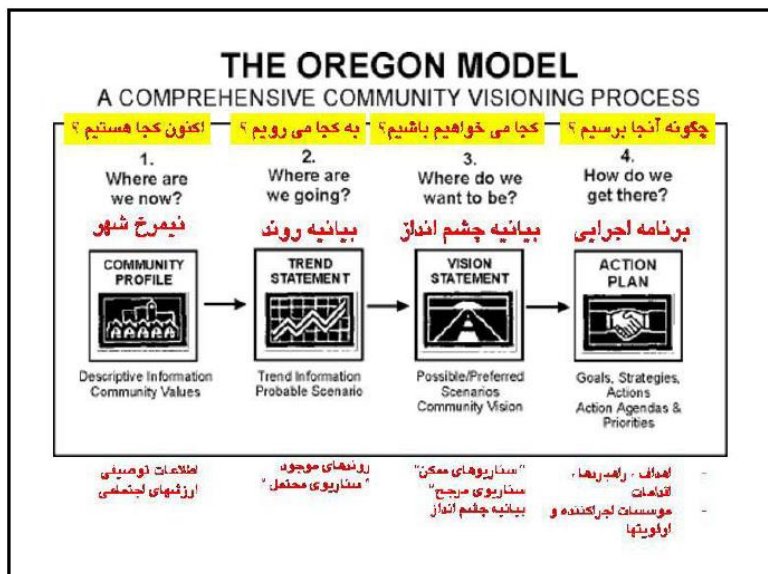 THE OREGON MODEL
A COMPREHENSIVE COMMUNITY VISIONING PROCESS
اکنون کجا هستیم ؟
به کجا می رویم ؟
کجا می خواهیم باشیم ؟
چگونه آنجا برسیم ؟
1.
Where are
we now?
2.
Where are
we going?
3.
Where do we
want to be?
4.
How do we
get there?
نیمرخ شهر
بیانیه روند
بیانیه چشم انداز
برنامه اجرایی
COMMUNITY
PROFILE
TREND
STATEMENT
VISION
STATEMENT
ACTION
PLAN
Descriptive Information
Community Values
Trend Information
Probable Scenario
Possible/Preferred
Scenarios
Community Vision
Goals, Strategies,
Actions
Action Agendas &
Priorities
اطلاعات توصیفی
ارزشهای اجتماعی
روندهای موجود
"سناریوی محتمل"
"سناریوهای ممکن"
سناریوی مرجح"
بیانیه چشم انداز
- اهداف ، راهبردها ،
اقدامات
- موسسات اجراکننده و
اولویتها